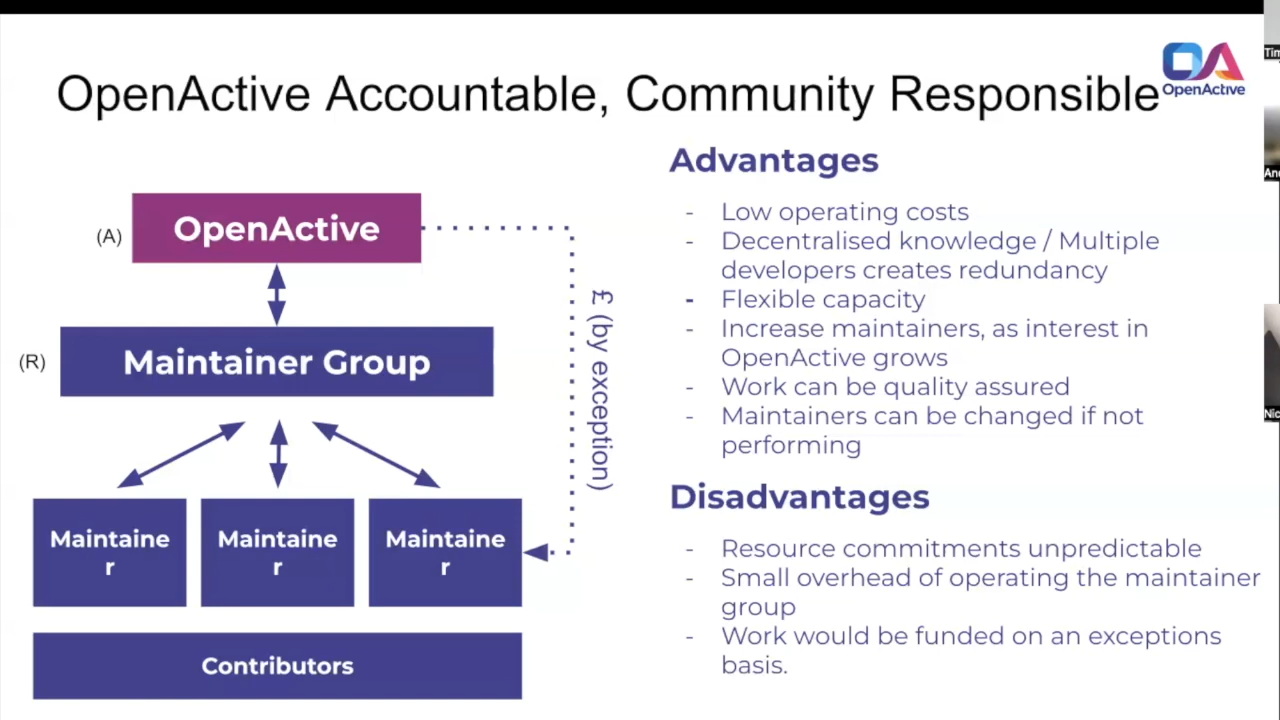 OpenActive Accountable, Community Responsible
OpenActive
(A)
OpenActive
£ (by exception)
(R)
Maintainer Group
Maintaine
r
Maintaine
r
Maintaine
r
Contributors
Advantages
- Low operating costs
- Decentralised knowledge / Multiple
developers creates redundancy
- Flexible capacity
- Increase maintainers, as interest in
OpenActive grows
- Work can be quality assured
- Maintainers can be changed if not
performing
Disadvantages
- Resource commitments unpredictable
- Small overhead of operating the maintainer
group
- Work would be funded on an exceptions
basis.